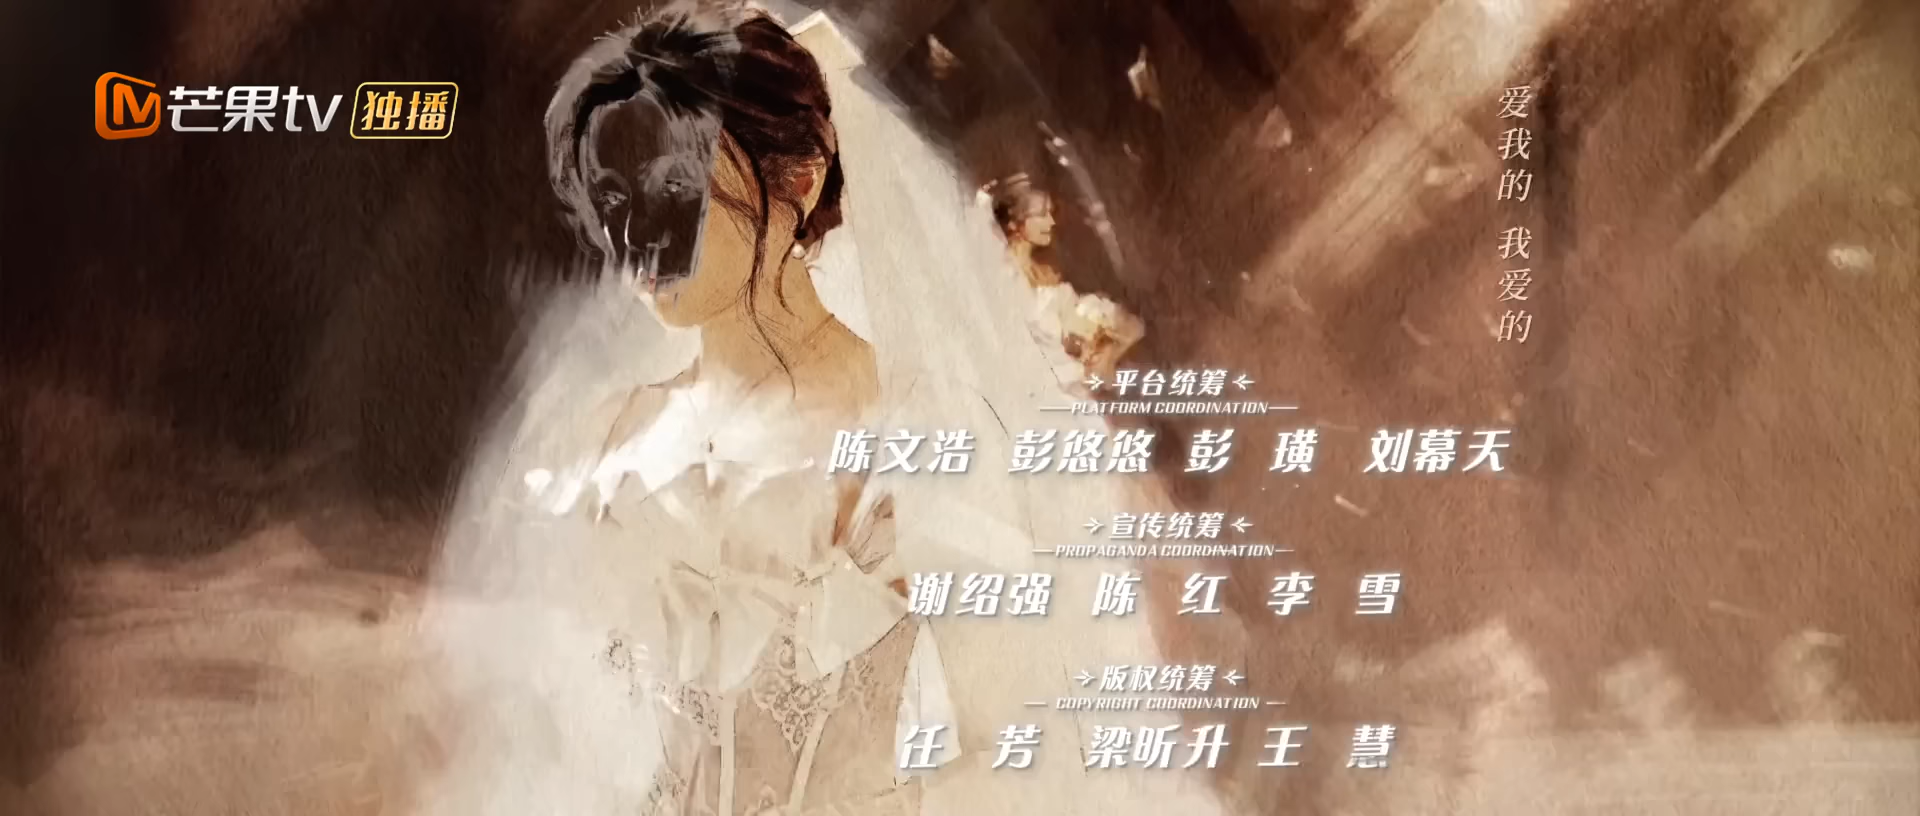 芒果tv 独播
爱我的 我爱的
平台统筹
PLATFORM COORDINATION
陈文浩 彭悠悠 彭 璜 刘幕天
宣传统筹
PROPAGANDA COORDINATION
谢绍强 陈 红 李 雪
版权统筹
COPYRIGHT COORDINATION
任 芳 梁昕升 王 慧